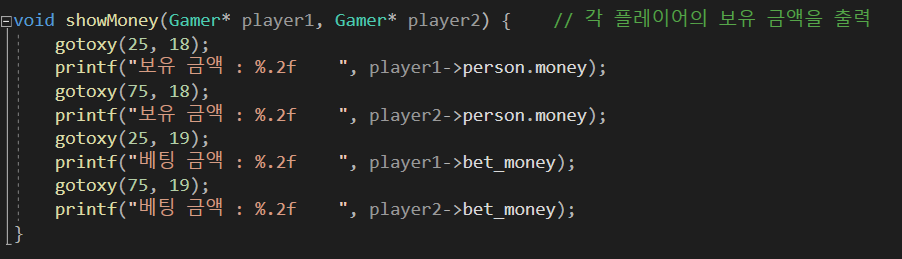 void showMoney(Gamer* player1, Gamer* player2) {    // 각 플레이어의 보유 금액을 출력
    gotoxy(25, 18);
    printf("보유 금액 : %.2f    ", player1->person.money);
    gotoxy(75, 18);
    printf("보유 금액 : %.2f    ", player2->person.money);
    gotoxy(25, 19);
    printf("베팅 금액 : %.2f    ", player1->bet_money);
    gotoxy(75, 19);
    printf("베팅 금액 : %.2f    ", player2->bet_money);
}